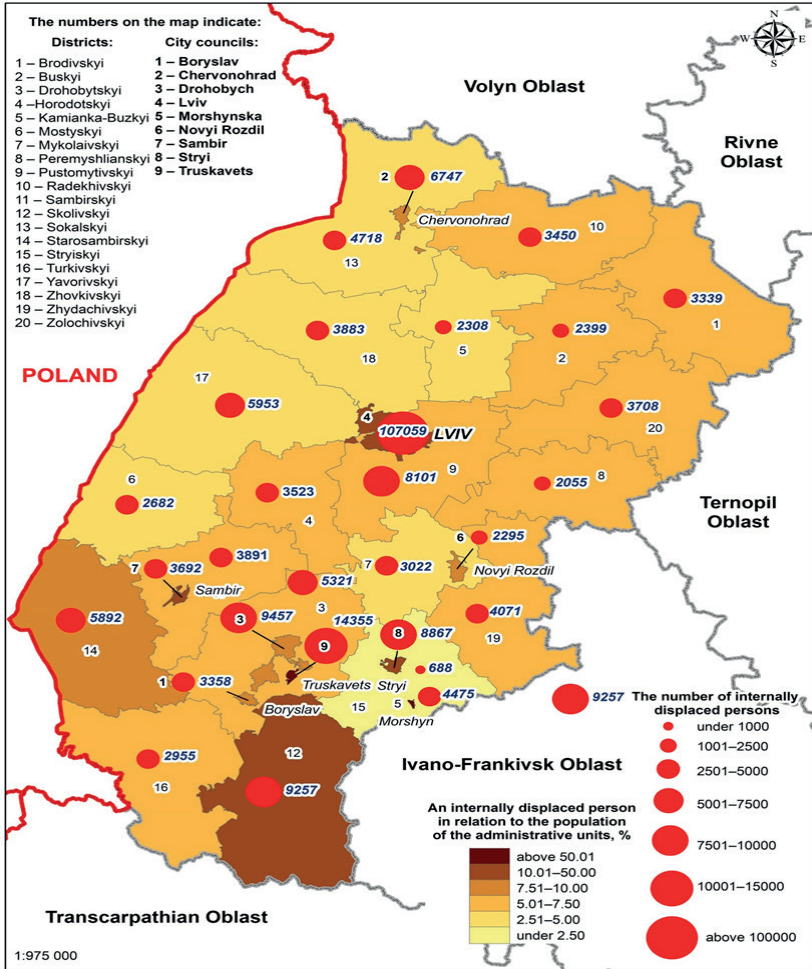 The numbers on the map indicate:
Districts:
1 – Brodivskyi
2 – Buskyi
3 – Drohobytskyi
4 –Horodotskyi
5 – Kamianka-Buzkyi
6 – Mostyskyi
7 – Mykolaivskyi
8 – Peremyshlianskyi
9 – Pustomytivskyi
10 – Radekhivskyi
11 – Sambirskyi
12 – Skolivskyi
13 – Sokalskyi
14 – Starosambirskyi
15 – Stryiskyi
16 – Turkivskyi
17 – Yavorivskyi
18 – Zhovkivskyi
19 – Zhydachivskyi
20 – Zolochivskyi
City councils:
1 – Boryslav
2 – Chervonohrad
3 – Drohobych
4 – Lviv
5 – Morshynska
6 – Novyi Rozdil
7 – Sambir
8 – Stryi
9 – Truskavets
N
W
E
S
Volyn Oblast
Rivne
Oblast
2
6747
Chervonohrad
4718
13
3450
10
3339
1
3883
18
2308
5
2399
2
POLAND
17
5953
4
107059
LVIV
3708
20
6
2682
3523
4
8101
9
2055
8
Ternopil
Oblast
7
3692
3891
Sambir
5321
3
7
3022
6
2295
Novyi Rozdil
5892
14
3
9457
14355
9
8
8867
4071
19
1
3358
Boryslav
Truskavets
Stryi
688
15
5
4475
Morshyn
9257
2955
16
12
9257
Ivano-Frankivsk Oblast
Transcarpathian Oblast
The number of internally
displaced persons
under 1000
1001–2500
2501–5000
5001–7500
7501–10000
10001–15000
above 100000
An internally displaced person
in relation to the population
of the administrative units, %
above 50.01
10.01–50.00
7.51–10.00
5.01–7.50
2.51–5.00
under 2.50
1:975 000